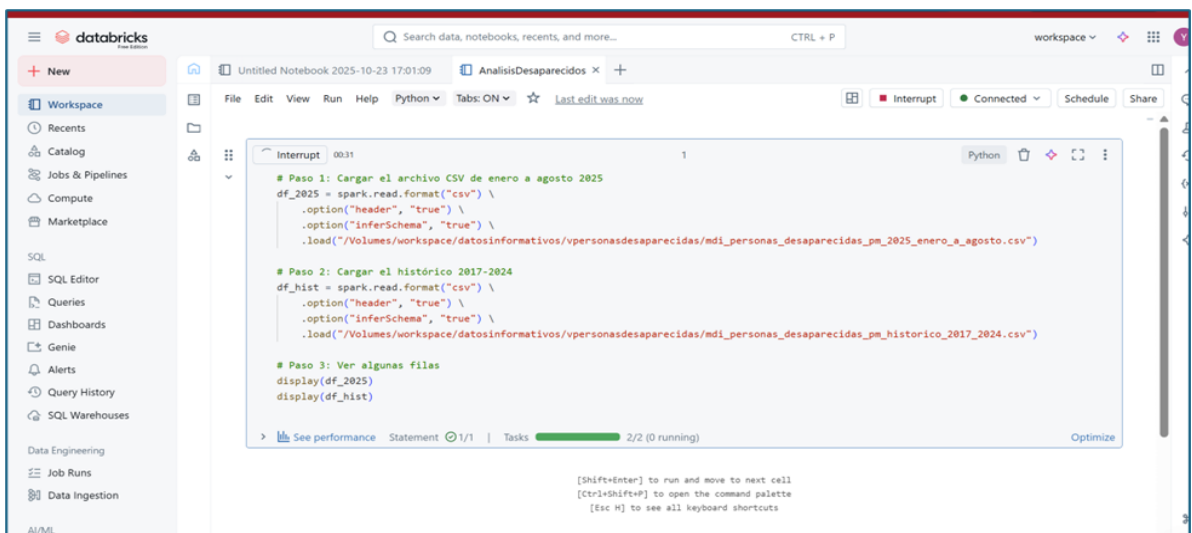 databricks
Free Edition
Search data, notebooks, recents, and more...
CTRL + P
workspace
Y
New
Workspace
Recents
Catalog
Jobs & Pipelines
Compute
Marketplace
SQL
SQL Editor
Queries
Dashboards
Genie
Alerts
Query History
SQL Warehouses
Data Engineering
Job Runs
Data Ingestion
AI/ML
Untitled Notebook 2025-10-23 17:01:09
AnalisisDesaparecidos
File Edit View Run Help Python Tabs: ON Last edit was now
Interrupt
Connected
Schedule
Share
Interrupt 00:31
1
Python
# Paso 1: Cargar el archivo CSV de enero a agosto 2025
df_2025 = spark.read.format("csv") \
.option("header", "true") \
.option("inferSchema", "true") \
.load("/Volumes/workspace/datosinformativos/vpersonasdesaparecidas/mdi_personas_desaparecidas_pm_2025_enero_a_agosto.csv")
# Paso 2: Cargar el histórico 2017-2024
df_hist = spark.read.format("csv") \
.option("header", "true") \
.option("inferSchema", "true") \
.load("/Volumes/workspace/datosinformativos/vpersonasdesaparecidas/mdi_personas_desaparecidas_pm_historico_2017_2024.csv")
# Paso 3: Ver algunas filas
display(df_2025)
display(df_hist)
See performance Statement 1/1 | Tasks 2/2 (0 running)
Optimize
[Shift+Enter] to run and move to next cell
[Ctrl+Shift+P] to open the command palette
[Esc H] to see all keyboard shortcuts